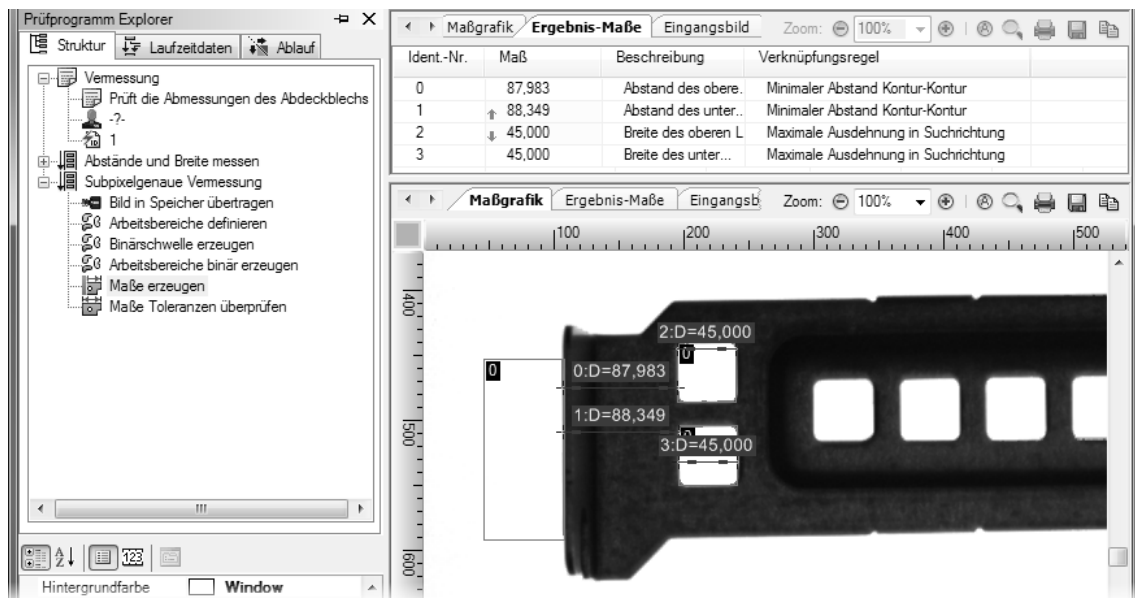 Prüfprogramm Explorer
Struktur Laufzeitdaten Ablauf
Vermessung
Prüft die Abmessungen des Abdeckblechs
-?-
1
Abstände und Breite messen
Subpixelgenaue Vermessung
Bild in Speicher übertragen
Arbeitsbereiche definieren
Binärschwelle erzeugen
Arbeitsbereiche binär erzeugen
Maße erzeugen
Maße Toleranzen überprüfen
Hintergrundfarbe Window
Maßgrafik Ergebnis-Maße Eingangsbild Zoom: 100%
Ident.-Nr. Maß Beschreibung Verknüpfungsregel
0 87,983 Abstand des obere. Minimaler Abstand Kontur-Kontur
1 88,349 Abstand des unter.. Minimaler Abstand Kontur-Kontur
2 45,000 Breite des oberen L Maximale Ausdehnung in Suchrichtung
3 45,000 Breite des unter... Maximale Ausdehnung in Suchrichtung
Maßgrafik Ergebnis-Maße Eingangsb Zoom: 100%
100 200 300 400 500
400
500
600
2:D=45,000
0
0 0:D=87,983
1:D=88,349
3:D=45,000